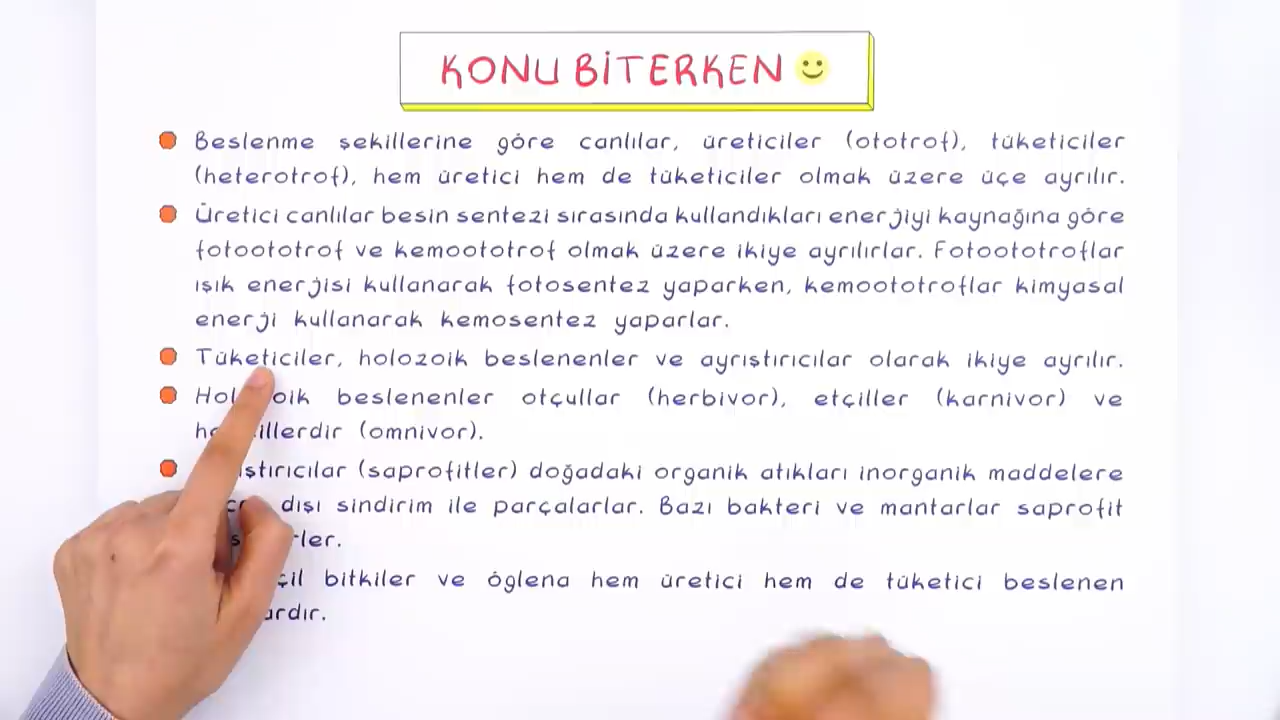 KONU BİTERKEN
Beslenme şekillerine göre canlılar, üreticiler (ototrof), tüketiciler
(heterotrof), hem üretici hem de tüketiciler olmak üzere üçe ayrılır.
Üretici canlılar besin sentezi sırasında kullandıkları enerjiyi kaynağına göre
fotoototrof ve kemoototrof olmak üzere ikiye ayrılırlar. Fotoototroflar
ışık enerjisi kullanarak fotosentez yaparken, kemoototroflar kimyasal
enerji kullanarak kemosentez yaparlar.
Tüketiciler, holozoik beslenenler ve ayrıştırıcılar olarak ikiye ayrılır.
beslenenler otçullar (herbivor), etçiller (karnivor) ve
(omnivor).
(saprofitler) doğadaki organik atıkları inorganik maddelere
dışı sindirim ile parçalarlar. Bazı bakteri ve mantarlar saprofit
bitkiler ve öglena hem üretici hem de tüketici beslenen